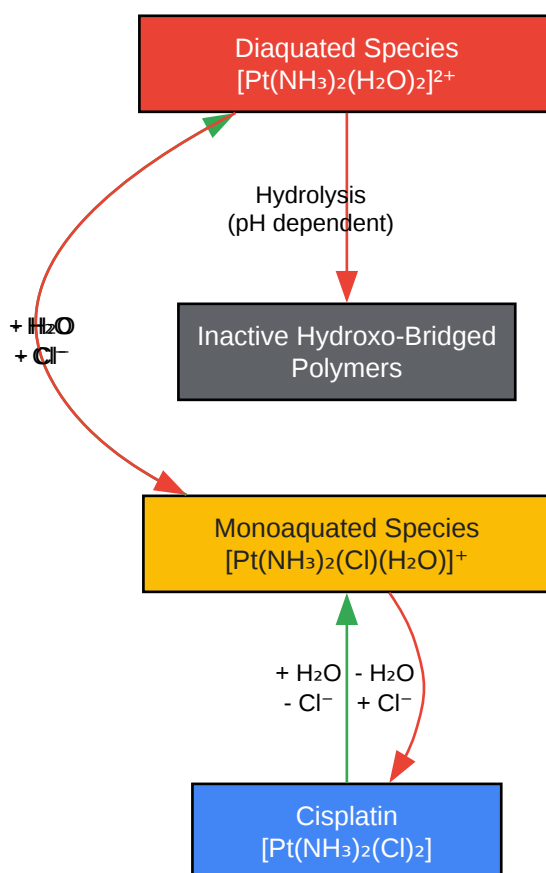 Diaquated Species
[Pt(NH₃)₂(H₂O)₂]²⁺
Hydrolysis
(pH dependent)
Inactive Hydroxo-Bridged
Polymers
Monoaquated Species
[Pt(NH₃)₂(Cl)(H₂O)]⁺
+ H₂O
- Cl⁻
- H₂O
+ Cl⁻
Cisplatin
[Pt(NH₃)₂(Cl)₂]